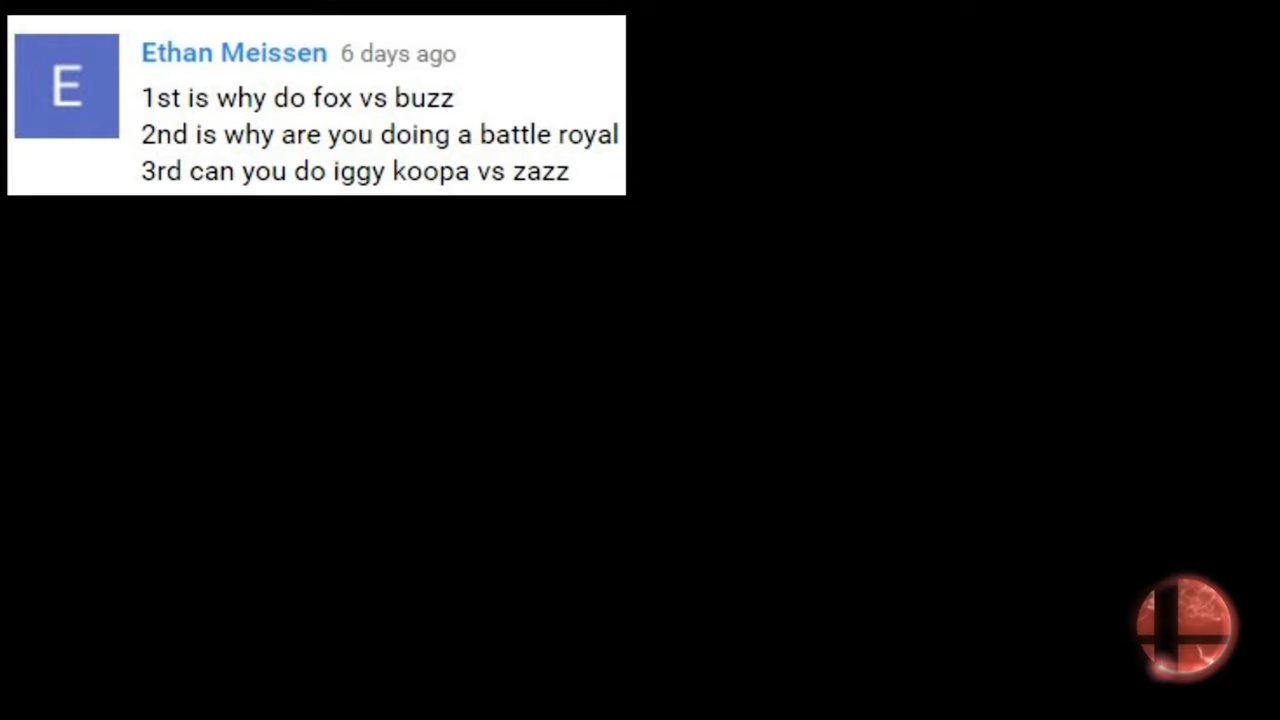 E
Ethan Meissen 6 days ago
1st is why do fox vs buzz
2nd is why are you doing a battle royal
3rd can you do iggy koopa vs zazz